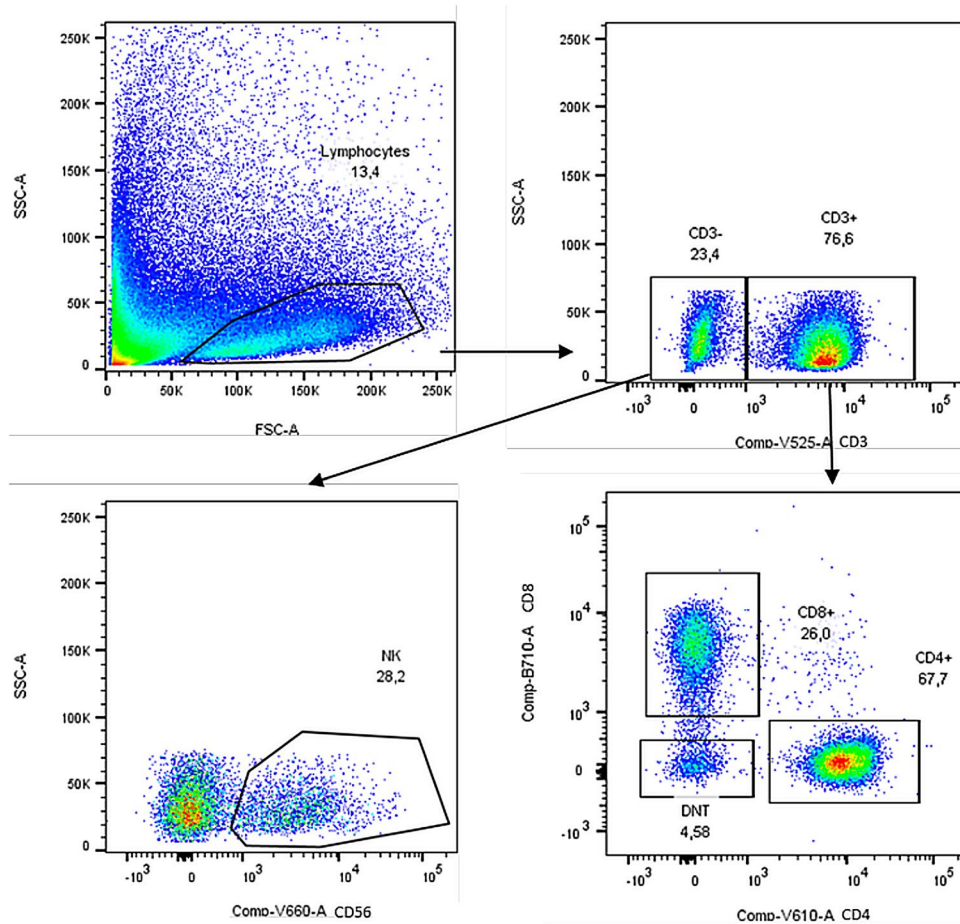 250K
200K
150K
100K
50K
0
SSC-A
Lymphocytes
13,4
0
50K
100K
150K
200K
250K
FSC-A
250K
200K
150K
100K
50K
0
SSC-A
CD3-
23,4
CD3+
76,6
-10³
0
10³
10⁴
10⁵
Comp-V525-A CD3
250K
200K
150K
100K
50K
0
SSC-A
NK
28,2
-10³
0
10³
10⁴
10⁵
Comp-V660-A CD56
10⁵
10⁴
10³
0
-10³
Comp-B710-A CD8
CD8+
26,0
CD4+
67,7
DNT
4,58
-10³
0
10³
10⁴
10⁵
Comp-V610-A CD4